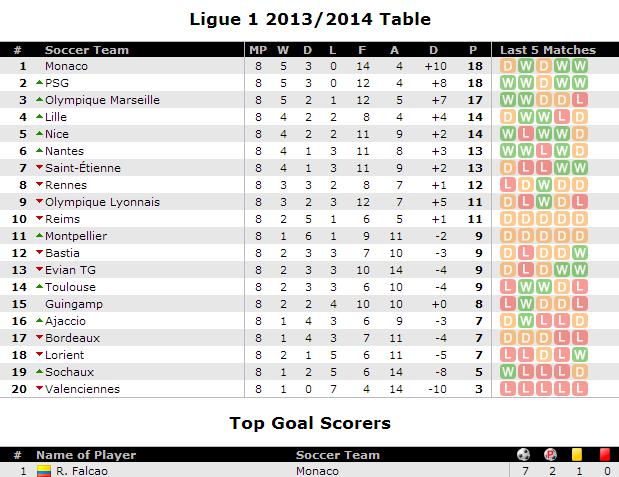 Ligue 1 2013/2014 Table
# Soccer Team MP W D L F A D P Last 5 Matches
1 Monaco 8 5 3 0 14 4 +10 18 D W D W W
2 PSG 8 5 3 0 12 4 +8 18 W W D W W
3 Olympique Marseille 8 5 2 1 12 5 +7 17 W W D D L
4 Lille 8 4 2 2 8 4 +4 14 D W W L D
5 Nice 8 4 2 2 11 9 +2 14 W L W W D
6 Nantes 8 4 1 3 11 8 +3 13 W W L W D
7 Saint-Étienne 8 4 1 3 11 9 +2 13 D L L W W
8 Rennes 8 3 3 2 8 7 +1 12 L D W D D
9 Olympique Lyonnais 8 3 2 3 12 7 +5 11 D L W D L
10 Reims 8 2 5 1 6 5 +1 11 D D D D D
11 Montpellier 8 1 6 1 9 11 -2 9 D D D D D
12 Bastia 8 2 3 3 7 10 -3 9 D L D D W
13 Evian TG 8 2 3 3 10 14 -4 9 D L D W W
14 Toulouse 8 2 3 3 6 10 -4 9 L W W D L
15 Guingamp 8 2 2 4 10 10 +0 8 L W D D L
16 Ajaccio 8 1 4 3 6 9 -3 7 D W L L D
17 Bordeaux 8 1 4 3 7 11 -4 7 D D D L L
18 Lorient 8 2 1 5 6 11 -5 7 L L D L W
19 Sochaux 8 1 2 5 6 14 -8 5 W L L L D
20 Valenciennes 8 1 0 7 4 14 -10 3 L L L L L
Top Goal Scorers
# Name of Player Soccer Team P
1 R. Falcao Monaco 7 2 1 0